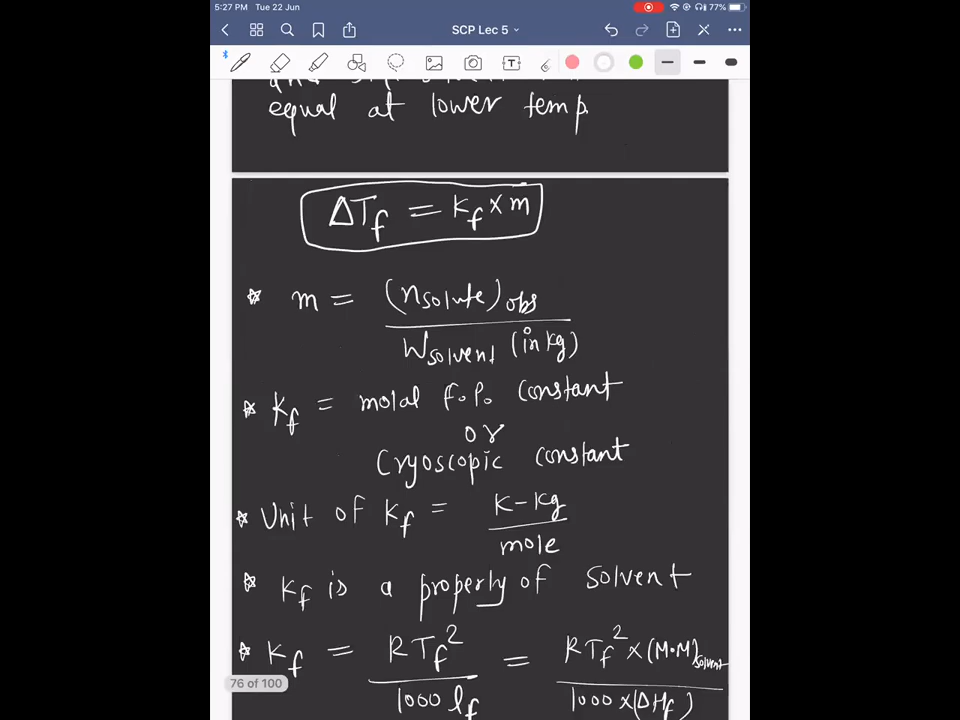 5:27 PM Tue 22 Jun
77%
SCP Lec 5
T
equal at lower temp.
ΔTf = Kf × m
☆ m = (nsolute)obs
Wsolvent (in kg)
☆ Kf = molal f.p. constant
or
Cryoscopic constant
☆ Unit of Kf = K-kg
mole
☆ Kf is a property of solvent
☆ Kf = RTf² = RTf² × (M.M)solvent
1000 lf 1000 × (ΔHf)
76 of 100